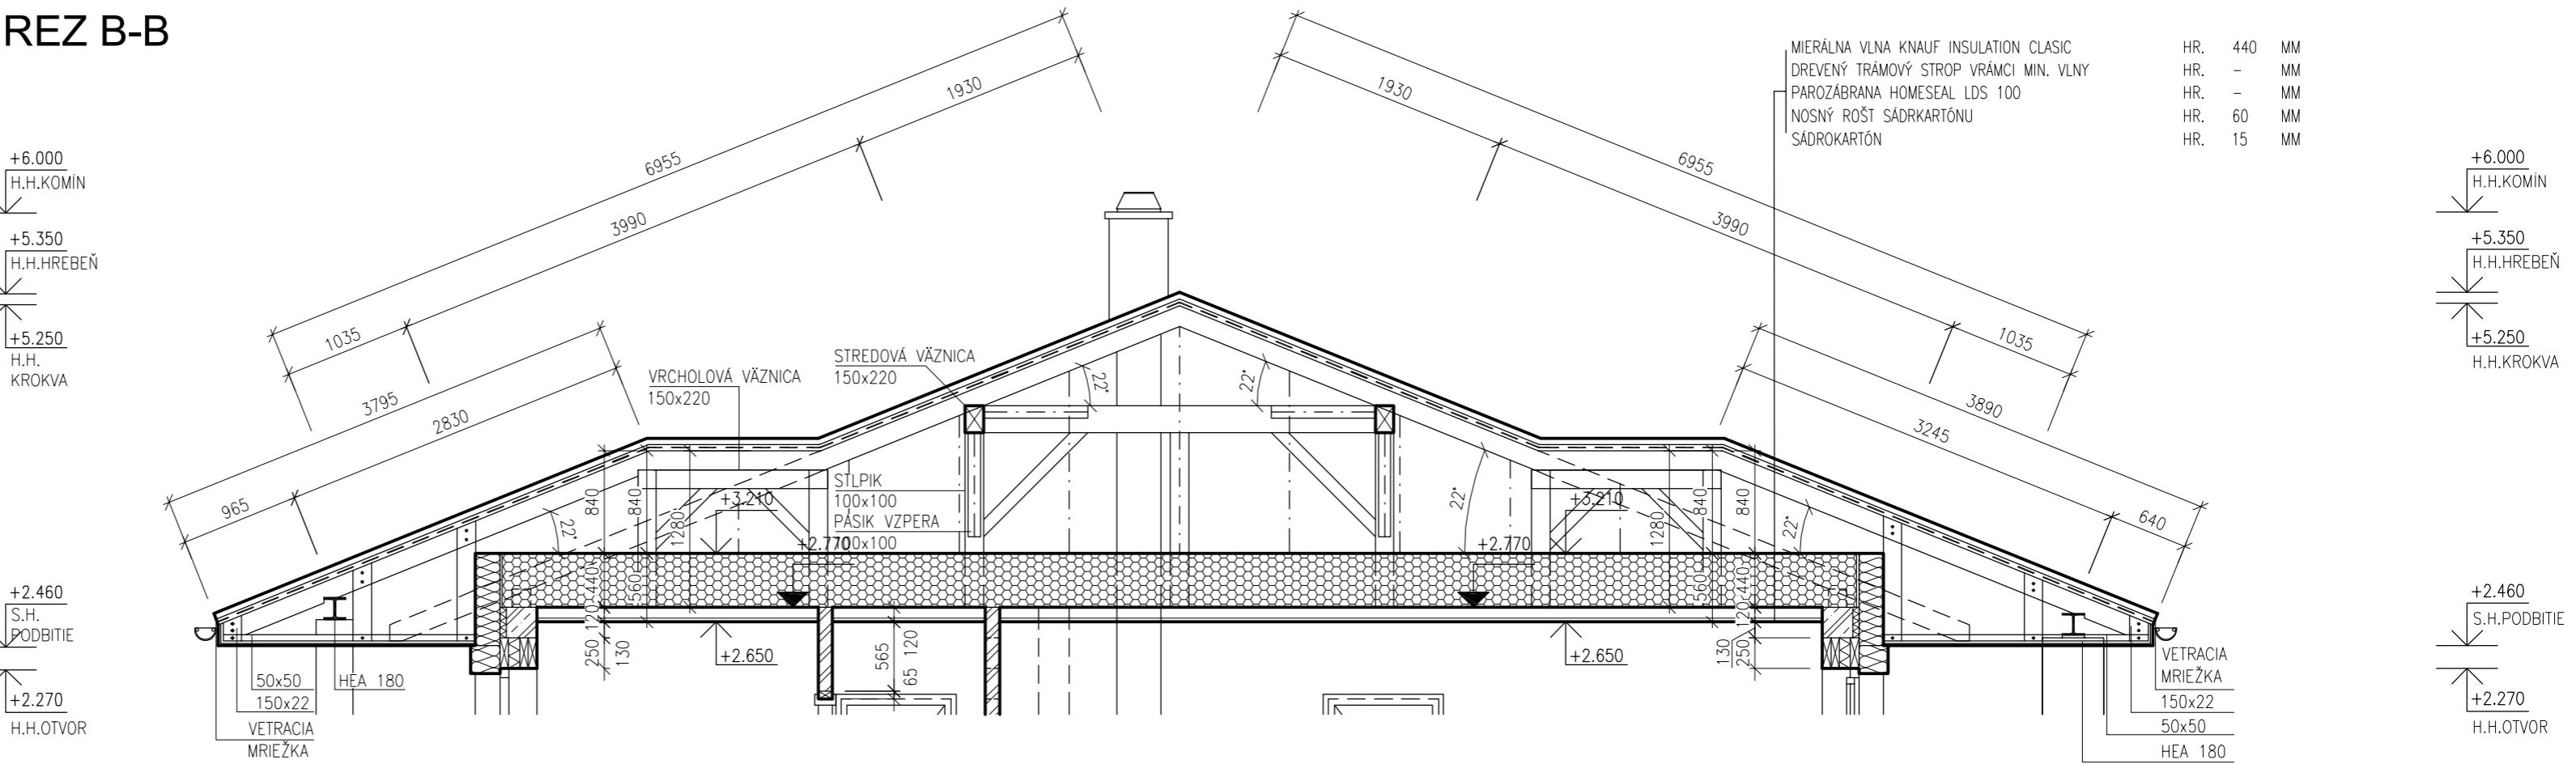 REZ B-B
MIERÁLNA VLNA KNAUF INSULATION CLASIC HR. 440 MM
DREVENÝ TRÁMOVÝ STROP VRÁMCI MIN. VLNY HR. - MM
PAROZÁBRANA HOMESEAL LDS 100 HR. - MM
NOSNÝ ROŠT SÁDRKARTÓNU HR. 60 MM
SÁDROKARTÓN HR. 15 MM
+6.000
H.H.KOMÍN
+5.350
H.H.HREBEŇ
+5.250
H.H.
KROKVA
+2.460
S.H.
PODBITIE
+2.270
H.H.OTVOR
6955
1930
3990
1035
3795
2830
965
1930
6955
3990
1035
3890
3245
640
VRCHOLOVÁ VÄZNICA
150x220
STREDOVÁ VÄZNICA
150x220
STĹPIK
100x100
PÁSIK VZPERA
100x100
22°
22°
22°
22°
22°
840
840
1280
+3.210
+2.770
440
560
120
250
130
+2.650
565
120
65
+2.770
+3.210
+2.650
1280
840
840
560
440
120
130
250
50x50
150x22
HEA 180
VETRACIA
MRIEŽKA
VETRACIA
MRIEŽKA
150x22
50x50
HEA 180
+6.000
H.H.KOMÍN
+5.350
H.H.HREBEŇ
+5.250
H.H.KROKVA
+2.460
S.H.PODBITIE
+2.270
H.H.OTVOR